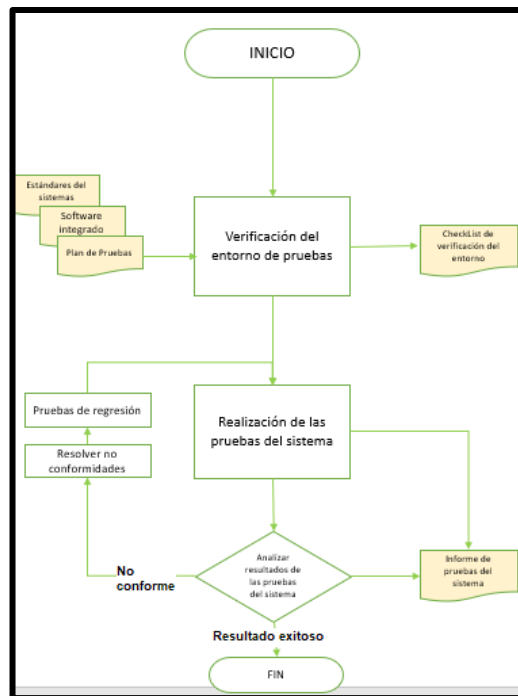 INICIO
Estándares del
sistemas
Software
integrado
Plan de Pruebas
Verificación del
entorno de pruebas
CheckList de
verificación del
entorno
Pruebas de regresión
Resolver no
conformidades
Realización de las
pruebas del sistema
Analizar
resultados de
las pruebas
del sistema
No
conforme
Informe de
pruebas del
sistema
Resultado exitoso
FIN